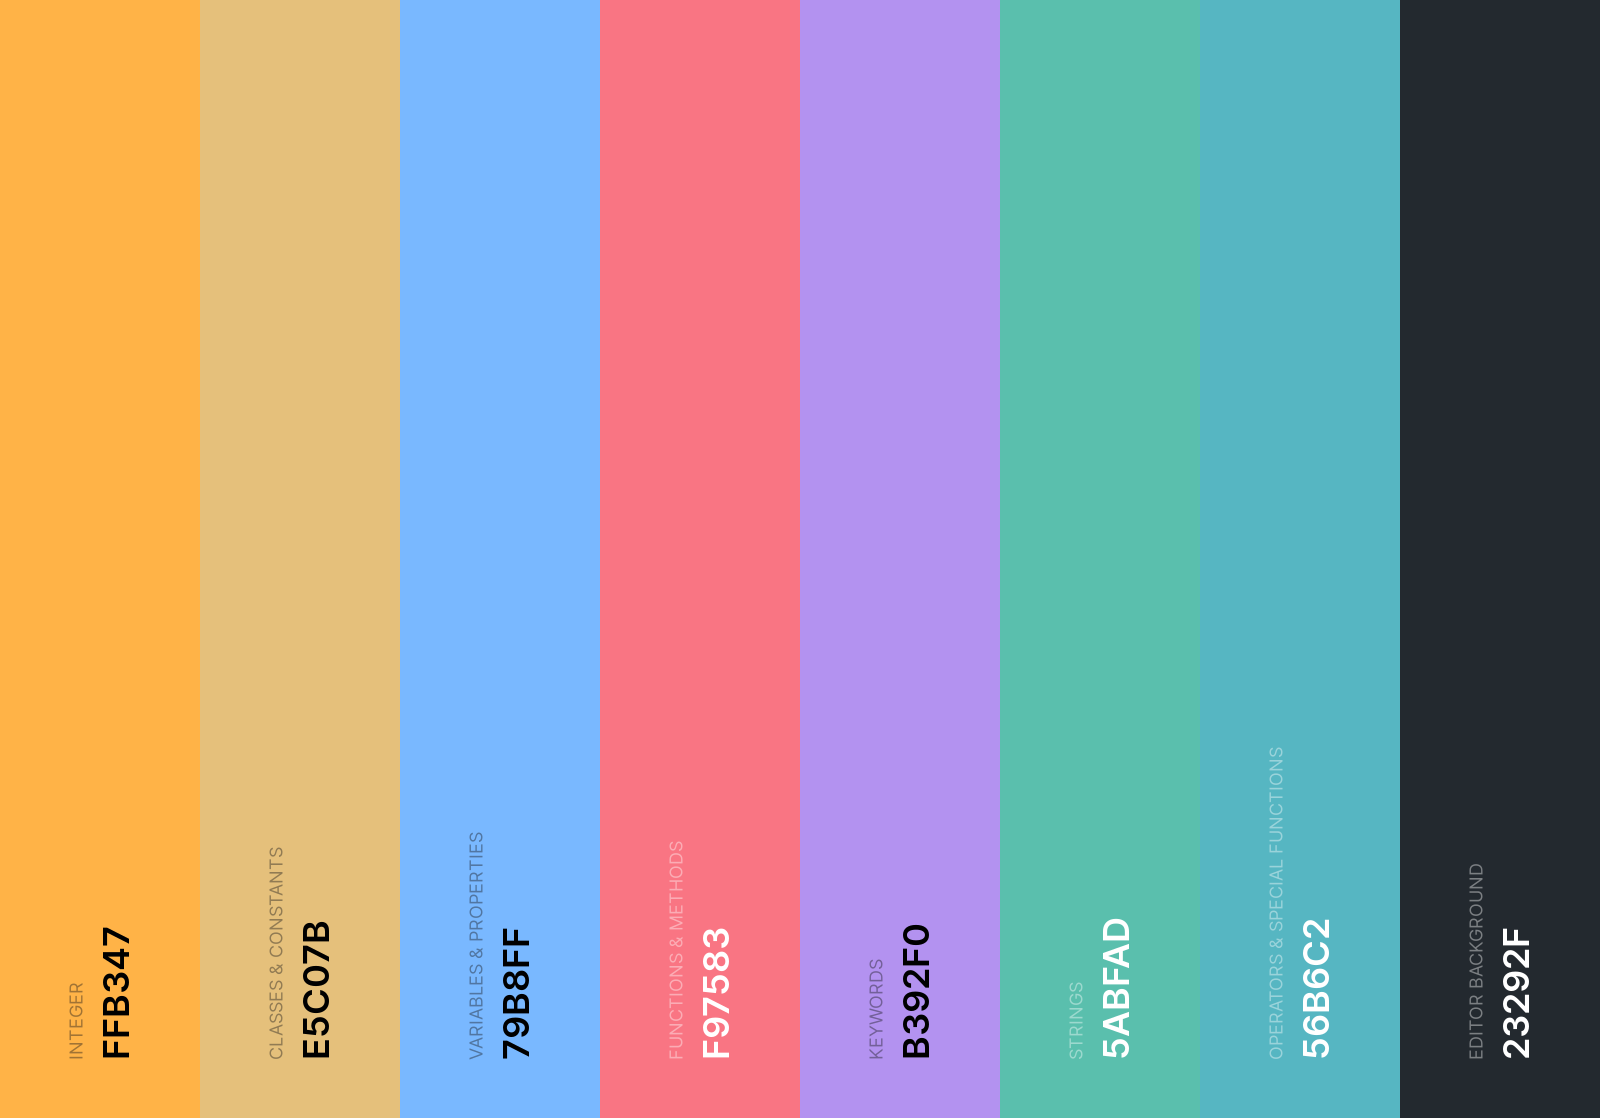 INTEGER
FFB347
CLASSES & CONSTANTS
E5C07B
VARIABLES & PROPERTIES
79B8FF
FUNCTIONS & METHODS
F97583
KEYWORDS
B392F0
STRINGS
5ABFAD
OPERATORS & SPECIAL FUNCTIONS
56B6C2
EDITOR BACKGROUND
23292F